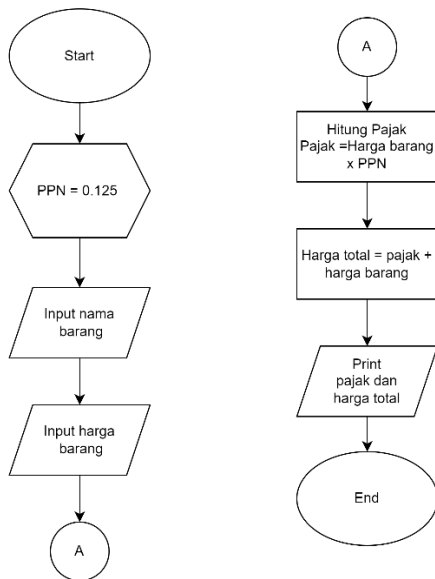 Start
PPN = 0.125
Input nama
barang
Input harga
barang
A
A
Hitung Pajak
Pajak =Harga barang
x PPN
Harga total = pajak +
harga barang
Print
pajak dan
harga total
End